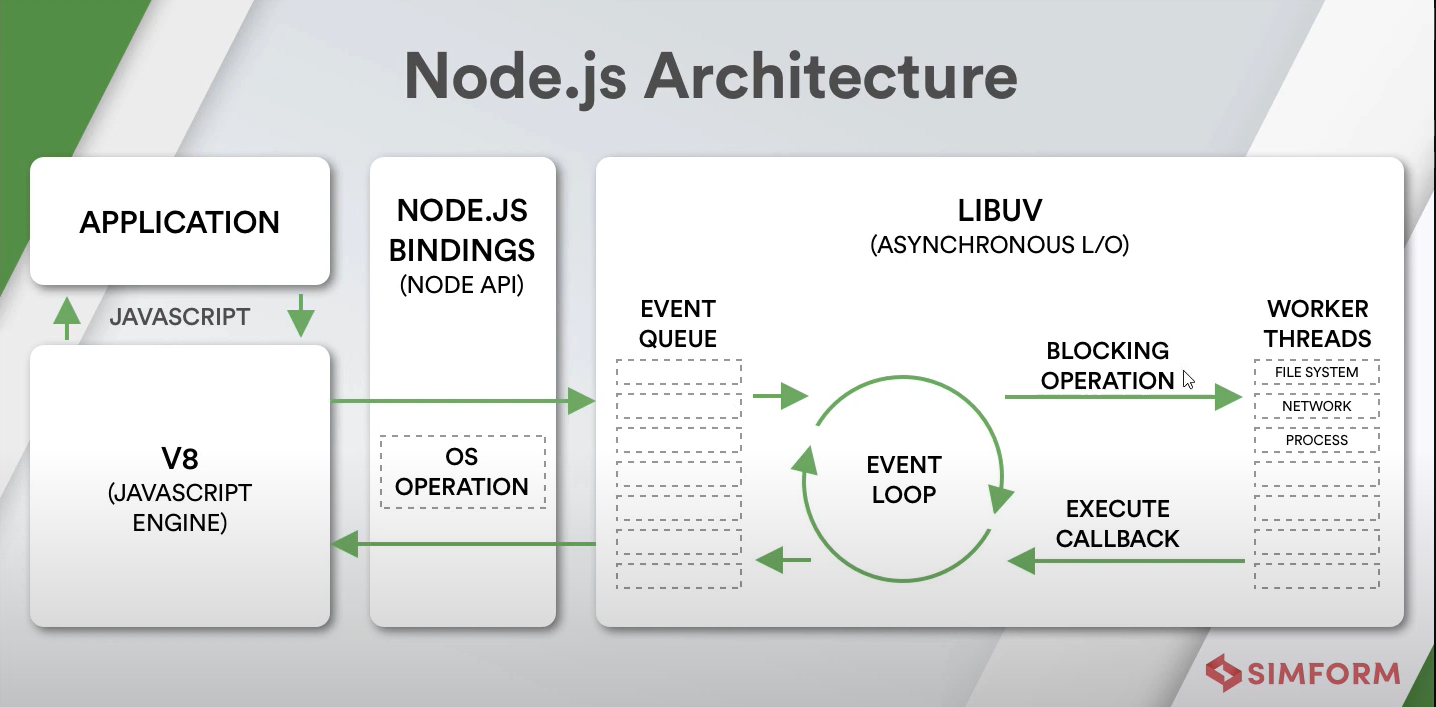 Node.js Architecture
APPLICATION
JAVASCRIPT
V8
(JAVASCRIPT
ENGINE)
NODE.JS
BINDINGS
(NODE API)
OS
OPERATION
LIBUV
(ASYNCHRONOUS L/O)
EVENT
QUEUE
EVENT
LOOP
BLOCKING
OPERATION
EXECUTE
CALLBACK
WORKER
THREADS
FILE SYSTEM
NETWORK
PROCESS
SIMFORM